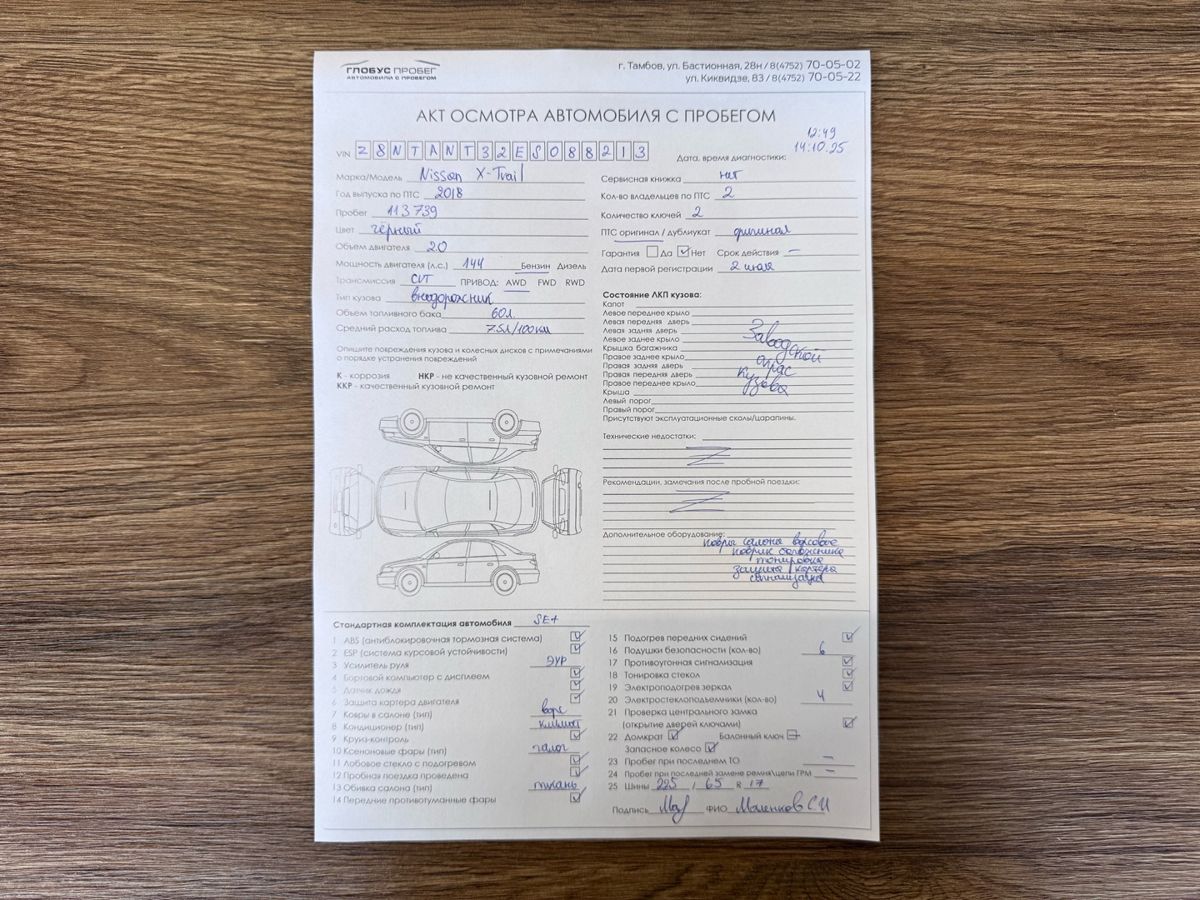 ГЛОБУС ПРОБЕГ
АВТОМОБИЛИ С ПРОБЕГОМ
г. Тамбов, ул. Бастионная, 28н / 8(4752) 70-05-02
ул. Киквидзе, 83 / 8(4752) 70-05-22
АКТ ОСМОТРА АВТОМОБИЛЯ С ПРОБЕГОМ
VIN Z8NTANT32ES088213
Дата, время диагностики: 12:49 14.10.25
Марка/Модель Nissan X-Trail
Год выпуска по ПТС 2018
Пробег 113739
Цвет чёрный
Объем двигателя 2.0
Мощность двигателя (л.с.) 144 Бензин Дизель
Трансмиссия CVT ПРИВОД: AWD FWD RWD
Тип кузова внедорожник
Объем топливного бака 60л.
Средний расход топлива 7.5л/100км
Опишите повреждения кузова и колесных дисков с примечаниями
о порядке устранения повреждений
К - коррозия НКР - не качественный кузовной ремонт
ККР - качественный кузовной ремонт
Сервисная книжка нет
Кол-во владельцев по ПТС 2
Количество ключей 2
ПТС оригинал / дубликат оригинал
Гарантия Да Нет Срок действия —
Дата первой регистрации 2 июля
Состояние ЛКП кузова:
Капот
Левое переднее крыло
Левая передняя дверь
Левая задняя дверь
Левое заднее крыло
Крышка багажника
Правое заднее крыло
Правая задняя дверь
Правая передняя дверь
Правое переднее крыло
Крыша
Левый порог
Правый порог
Заводской
окрас
кузова
Присутствуют эксплуатационные сколы/царапины.
Технические недостатки:
Рекомендации, замечания после пробной поездки:
Дополнительное оборудование:
ковры салона ворсовые
коврик багажника
тонировка
защита картера
сигнализация
Стандартная комплектация автомобиля SE+
1 ABS (антиблокировочная тормозная система)
2 ESP (система курсовой устойчивости)
3 Усилитель руля ЭУР
4 Бортовой компьютер с дисплеем
5 Датчик дождя
6 Защита картера двигателя
7 Ковры в салоне (тип) ворс
8 Кондиционер (тип) климат
9 Круиз-контроль
10 Ксеноновые фары (тип) галог
11 Лобовое стекло с подогревом
12 Пробная поездка проведена
13 Обивка салона (тип) ткань
14 Передние противотуманные фары
15 Подогрев передних сидений
16 Подушки безопасности (кол-во) 6
17 Противоугонная сигнализация
18 Тонировка стекол
19 Электроподогрев зеркал
20 Электростеклоподъемники (кол-во) 4
21 Проверка центрального замка
(открытие дверей ключами)
22 Домкрат Балонный ключ
Запасное колесо
23 Пробег при последнем ТО —
24 Пробег при последней замене ремня\цепи ГРМ —
25 Шины 225 / 65 R 17
Подпись ФИО Маленков С И